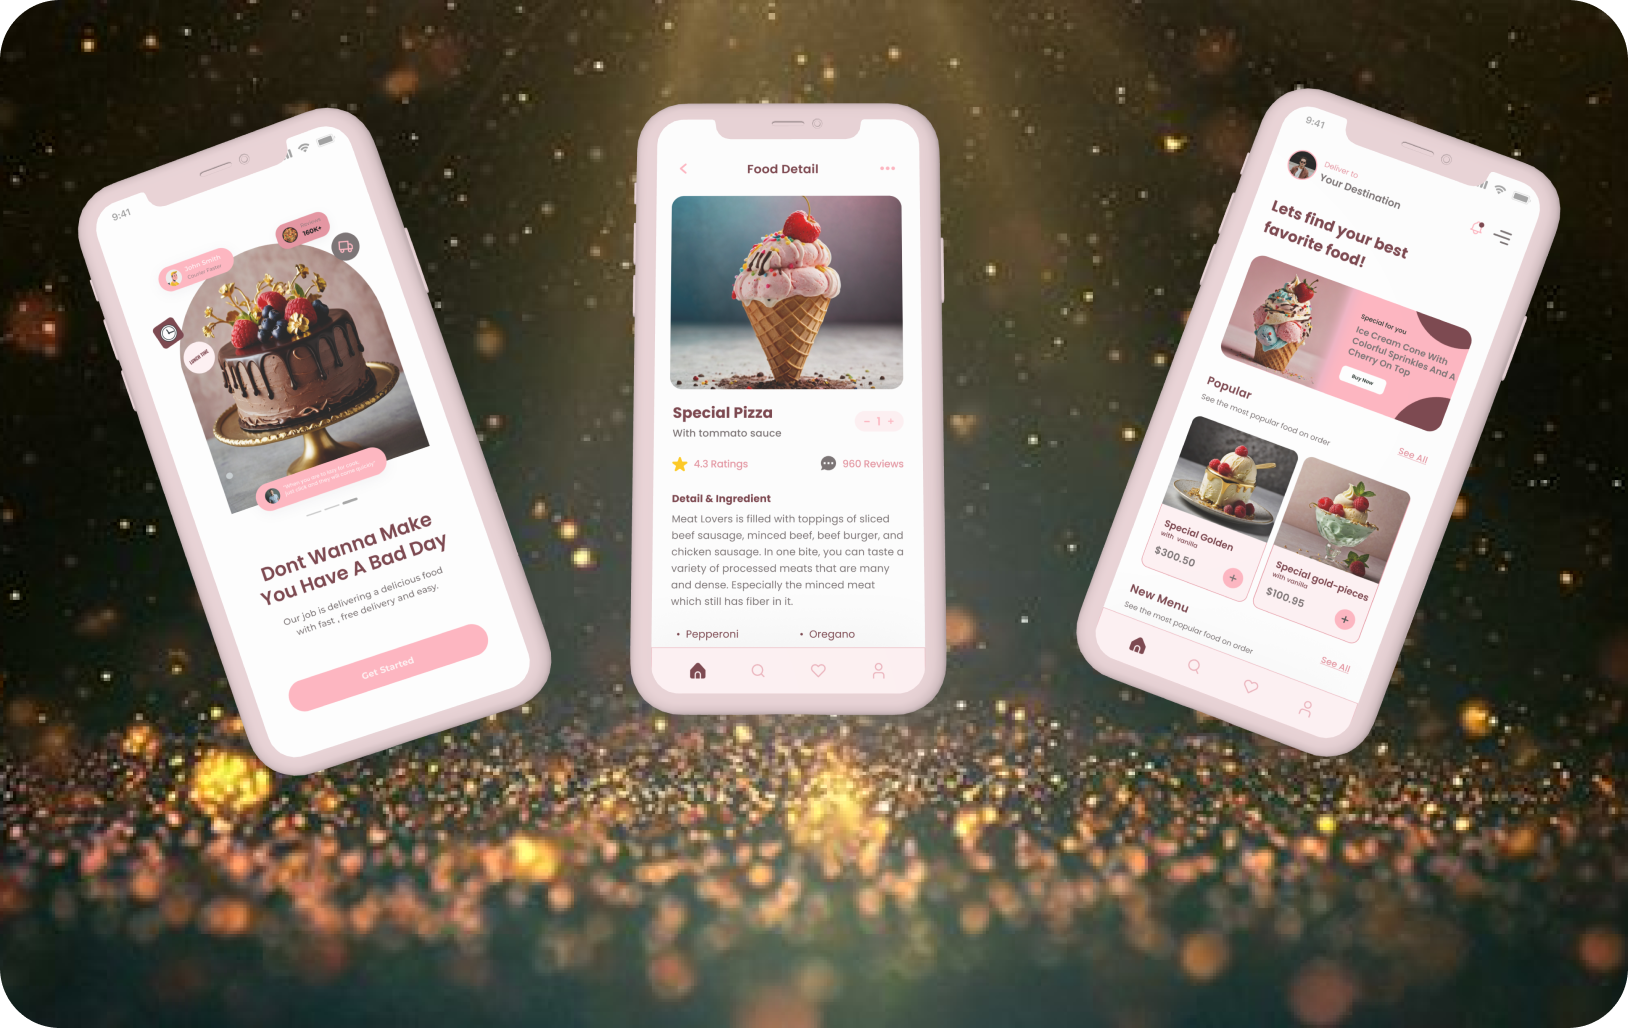 9:41
160K+
John Smith
Courier Faster
LUNCH TIME
Dont Wanna Make
You Have A Bad Day
Our job is delivering a delicious food
with fast , free delivery and easy.
Get Started
Food Detail
Special Pizza
With tommato sauce
− 1 +
4.3 Ratings
960 Reviews
Detail & Ingredient
Meat Lovers is filled with toppings of sliced
beef sausage, minced beef, beef burger, and
chicken sausage. In one bite, you can taste a
variety of processed meats that are many
and dense. Especially the minced meat
which still has fiber in it.
• Pepperoni
• Oregano
9:41
Deliver to
Your Destination
Lets find your best
favorite food!
Special for you
Ice Cream Cone With
Colorful Sprinkles And A
Cherry On Top
Buy Now
Popular
See the most popular food on order
See All
Special Golden
with vanilla
$300.50
+
Special gold-pieces
with vanilla
$100.95
+
New Menu
See the most popular food on order
See All